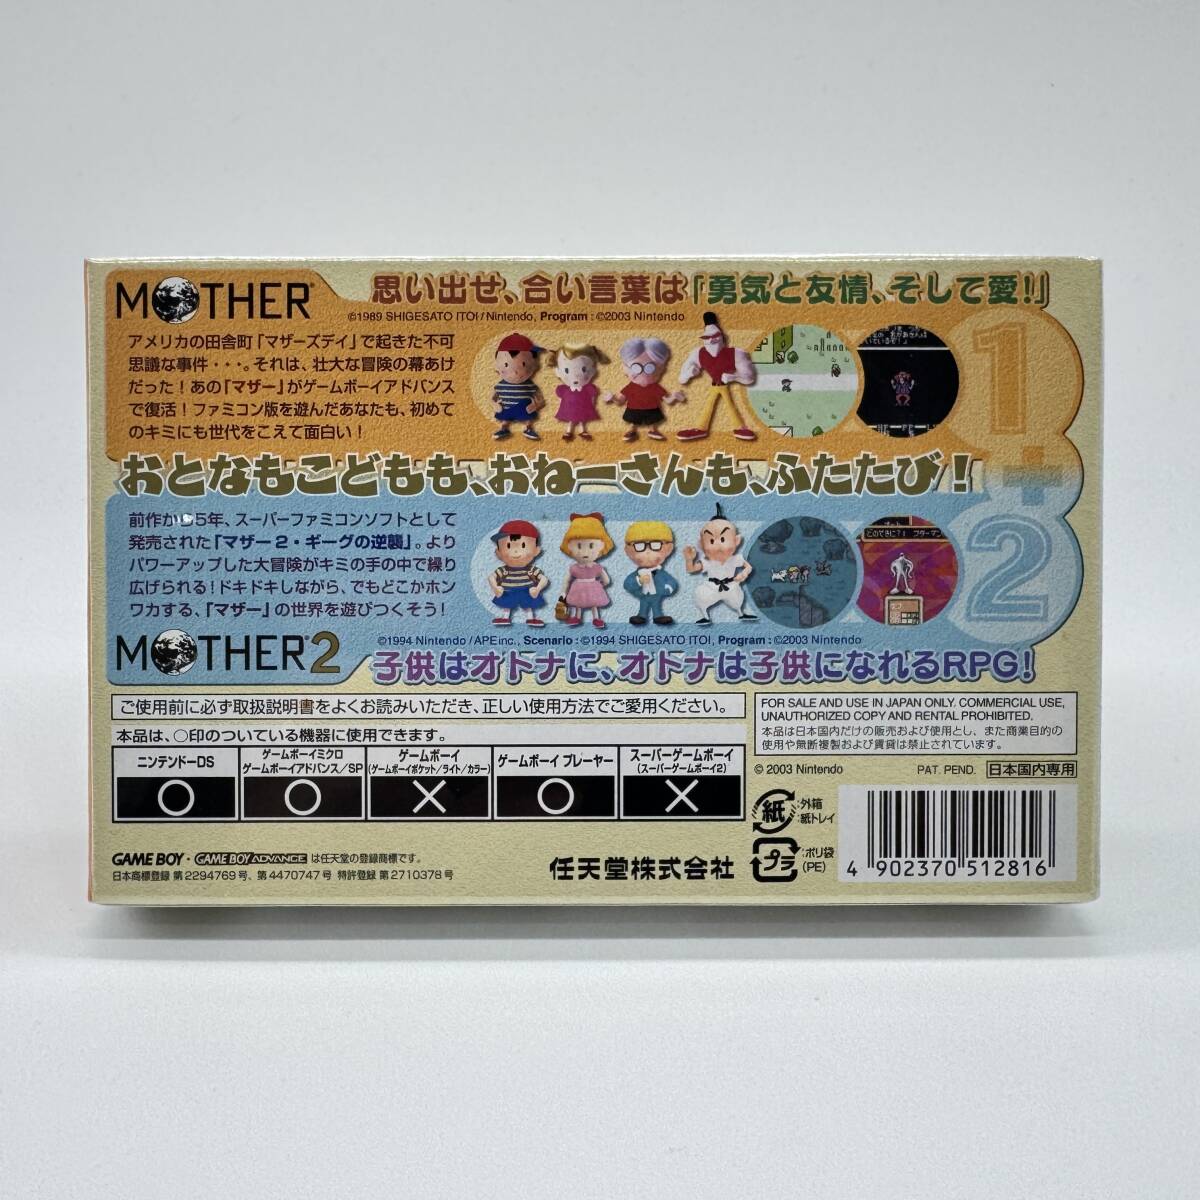 MOTHER®
思い出せ、合い言葉は「勇気と友情、そして愛！」
©1989 SHIGESATO ITOI/Nintendo, Program:©2003 Nintendo
アメリカの田舎町「マザーズデイ」で起きた不可
思議な事件・・・。それは、壮大な冒険の幕あけ
だった！あの「マザー」がゲームボーイアドバンス
で復活！ファミコン版を遊んだあなたも、初めて
のキミにも世代をこえて面白い！
1
+
2
おとなもこどもも、おねーさんも、ふたたび！
前作から5年、スーパーファミコンソフトとして
発売された「マザー2・ギーグの逆襲」。より
パワーアップした大冒険がキミの手の中で繰り
広げられる！ドキドキしながら、でもどこかホン
ワカする、「マザー」の世界を遊びつくそう！
MOTHER®2
©1994 Nintendo/APE inc., Scenario:©1994 SHIGESATO ITOI, Program:©2003 Nintendo
子供はオトナに、オトナは子供になれるRPG！
ご使用前に必ず取扱説明書をよくお読みいただき、正しい使用方法でご愛用ください。
本品は、○印のついている機器に使用できます。
ニンテンドーDS
ゲームボーイミクロ
ゲームボーイアドバンス/SP
ゲームボーイ
(ゲームボーイポケット/ライト/カラー)
ゲームボーイ プレーヤー
スーパーゲームボーイ
(スーパーゲームボーイ2)
○ ○ × ○ ×
FOR SALE AND USE IN JAPAN ONLY. COMMERCIAL USE,
UNAUTHORIZED COPY AND RENTAL PROHIBITED.
本品は日本国内だけの販売および使用とし、また商業目的の
使用や無断複製および賃貸は禁止されています。
© 2003 Nintendo
PAT. PEND.
日本国内専用
紙
:外箱
:紙トレイ
プラ
:ポリ袋
(PE)
4 902370 512816
GAME BOY・GAME BOY ADVANCE は任天堂の登録商標です。
日本商標登録 第2294769号、第4470747号 特許登録 第2710378号
任天堂株式会社